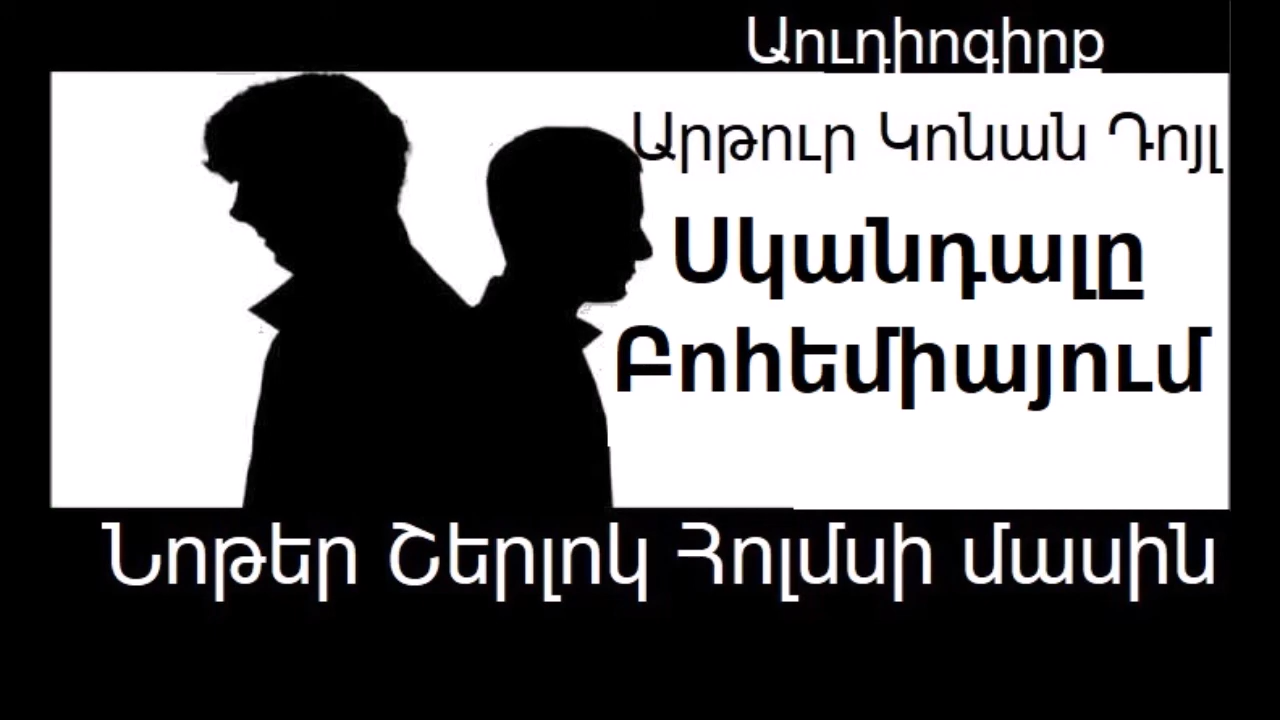 Աուդիոգիրք
Արթուր Կոնան Դոյլ
Սկանդալը
Բոհեմիայում
Նոթեր Շերլոկ Հոլմսի մասին